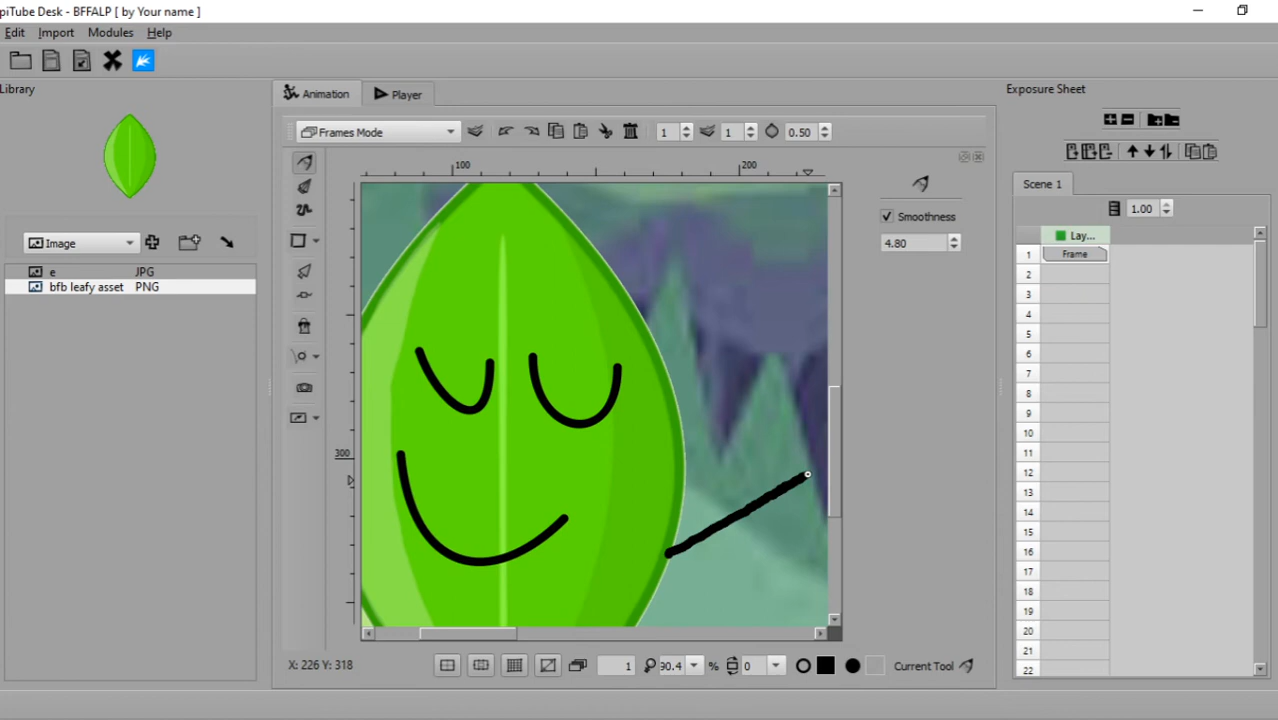 piTube Desk - BFFALP [ by Your name ]
Edit Import Modules Help
Library
Animation Player
Exposure Sheet
Frames Mode 1 1 0.50
100 200
Smoothness
4.80
Scene 1
1.00
Image
Lay...
e JPG
bfb leafy asset PNG
1 Frame
2
3
4
5
6
7
8
9
10
11
12
13
14
15
16
17
18
19
20
21
22
300
X: 226 Y: 318
1 30.4 % 0 Current Tool